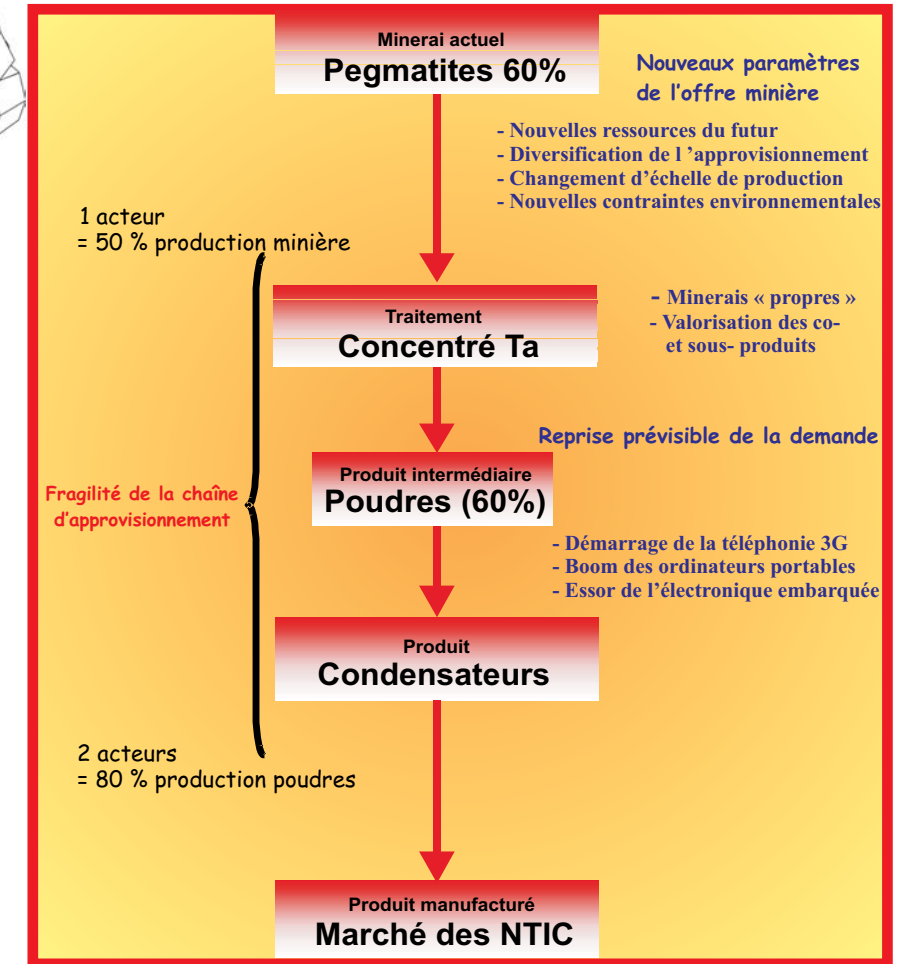 Minerai actuel
Pegmatites 60%
Nouveaux paramètres
de l'offre minière
- Nouvelles ressources du futur
- Diversification de l 'approvisionnement
- Changement d'échelle de production
- Nouvelles contraintes environnementales
1 acteur
= 50 % production minière
Traitement
Concentré Ta
- Minerais « propres »
- Valorisation des co-
et sous- produits
Reprise prévisible de la demande
Produit intermédiaire
Poudres (60%)
Fragilité de la chaîne
d'approvisionnement
- Démarrage de la téléphonie 3G
- Boom des ordinateurs portables
- Essor de l'électronique embarquée
Produit
Condensateurs
2 acteurs
= 80 % production poudres
Produit manufacturé
Marché des NTIC